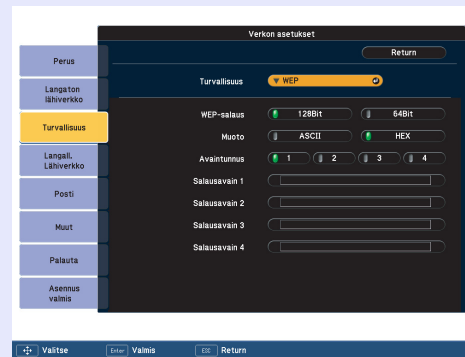 Verkon asetukset
Return
Perus
Langaton
lähiverkko
Turvallisuus
Langall.
Lähiverkko
Posti
Muut
Palauta
Asennus
valmis
Turvallisuus WEP
WEP-salaus 128Bit 64Bit
Muoto ASCII HEX
Avaintunnus 1 2 3 4
Salausavain 1
Salausavain 2
Salausavain 3
Salausavain 4
Valitse Enter Valmis ESC Return